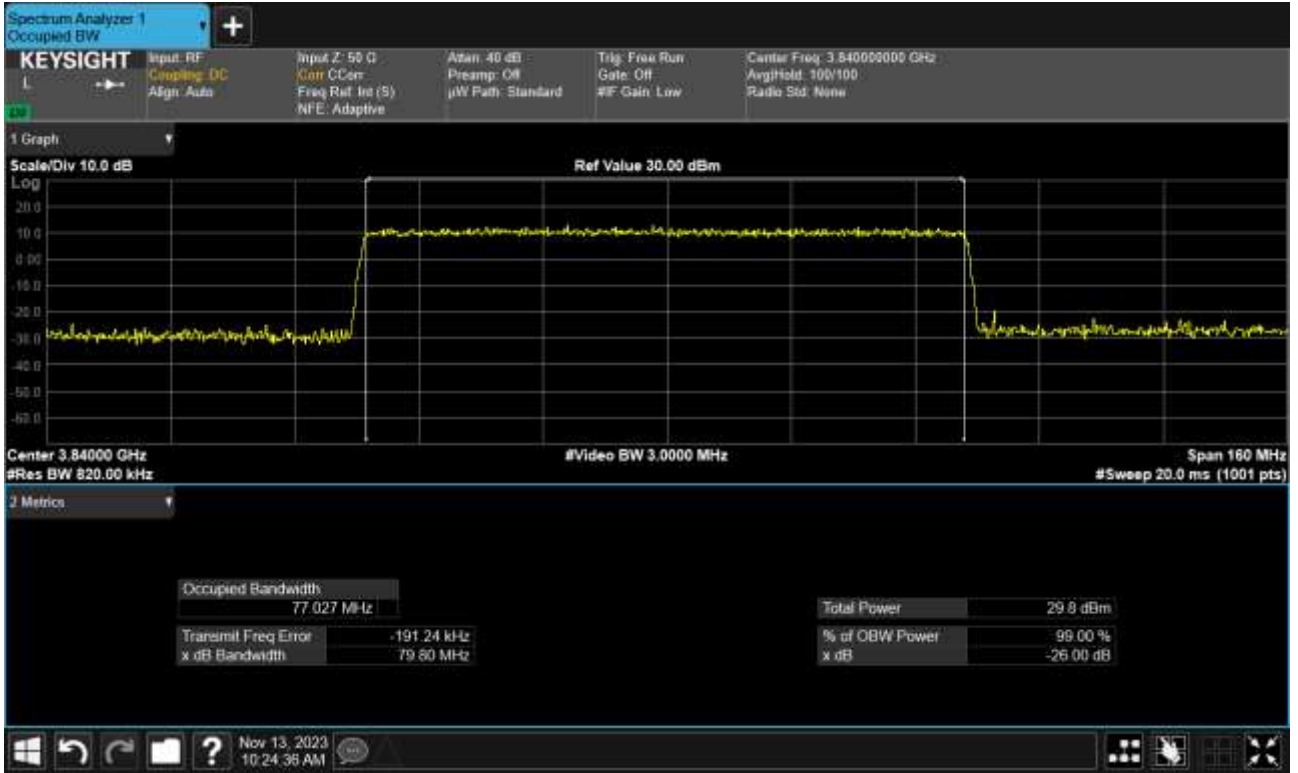 Spectrum Analyzer 1
Occupied BW
KEYSIGHT
L
Input: RF
Coupling: DC
Align: Auto
Input Z: 50 Ω
Corr CCorr
Freq Ref: Int (S)
NFE: Adaptive
Atten: 40 dB
Preamp: Off
µW Path: Standard
Trig: Free Run
Gate: Off
#IF Gain: Low
Center Freq: 3.840000000 GHz
Avg|Hold: 100/100
Radio Std: None
1 Graph
Scale/Div 10.0 dB
Ref Value 30.00 dBm
Log
20.0
10.0
0.00
-10.0
-20.0
-30.0
-40.0
-50.0
-60.0
Center 3.84000 GHz
#Video BW 3.0000 MHz
Span 160 MHz
#Res BW 820.00 kHz
#Sweep 20.0 ms (1001 pts)
2 Metrics
Occupied Bandwidth
77.027 MHz
Total Power 29.8 dBm
Transmit Freq Error -191.24 kHz
% of OBW Power 99.00 %
x dB Bandwidth 79.80 MHz
x dB -26.00 dB
?
Nov 13, 2023
10:24:36 AM